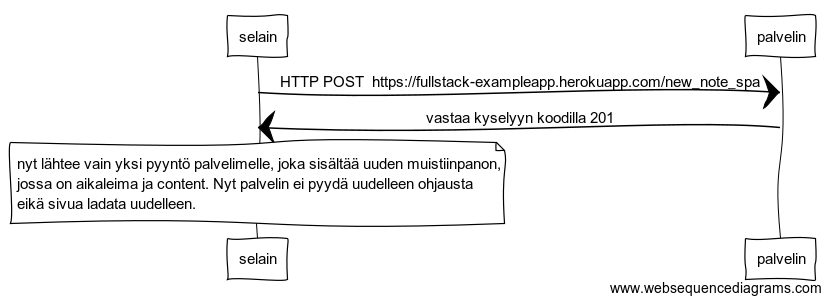 selain
palvelin
HTTP POST  https://fullstack-exampleapp.herokuapp.com/new_note_spa
vastaa kyselyyn koodilla 201
nyt lähtee vain yksi pyyntö palvelimelle, joka sisältää uuden muistiinpanon,
jossa on aikaleima ja content. Nyt palvelin ei pyydä uudelleen ohjausta
eikä sivua ladata uudelleen.
selain
palvelin
www.websequencediagrams.com